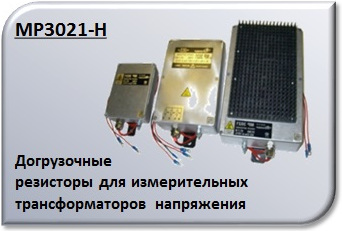 МР3021-Н
Догрузочные
резисторы для измерительных
трансформаторов напряжения